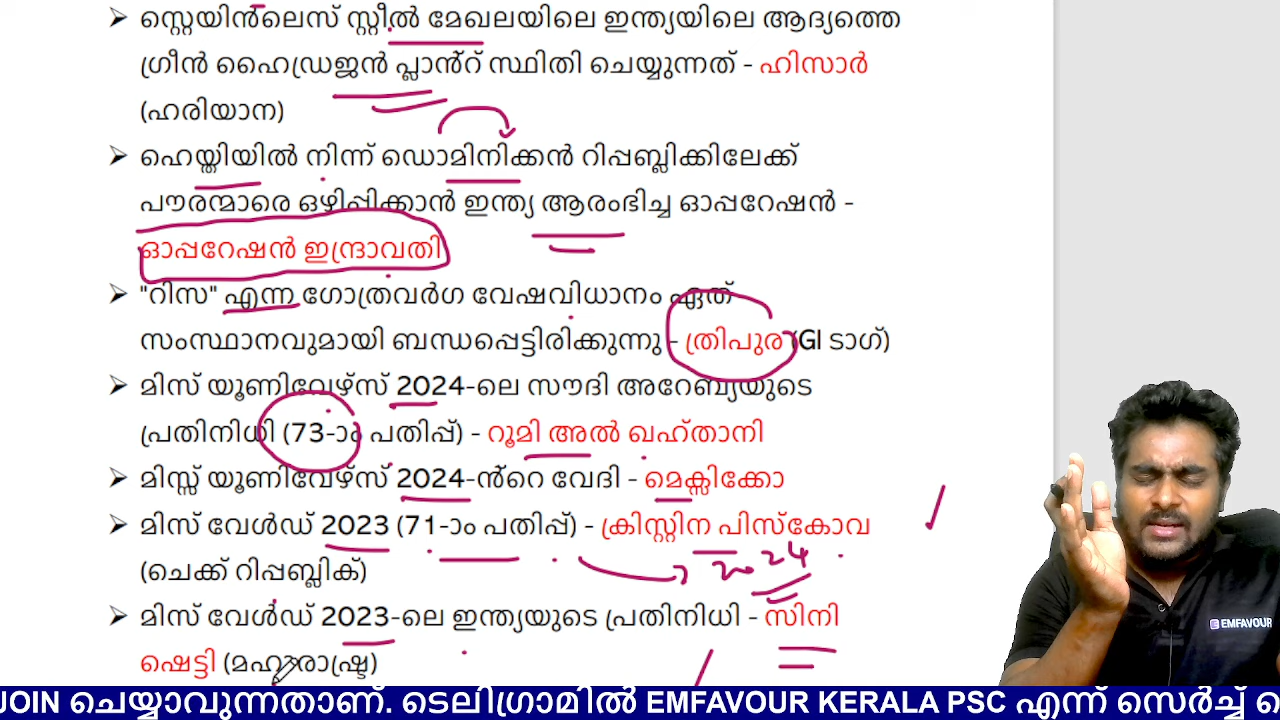 ➢ സ്റ്റെയിൻലെസ് സ്റ്റീൽ മേഖലയിലെ ഇന്ത്യയിലെ ആദ്യത്തെ
ഗ്രീൻ ഹൈഡ്രജൻ പ്ലാൻ്റ് സ്ഥിതി ചെയ്യുന്നത് - ഹിസാർ
(ഹരിയാന)
➢ ഹെയ്തിയിൽ നിന്ന് ഡൊമിനിക്കൻ റിപ്പബ്ലിക്കിലേക്ക്
പൗരന്മാരെ ഒഴിപ്പിക്കാൻ ഇന്ത്യ ആരംഭിച്ച ഓപ്പറേഷൻ -
ഓപ്പറേഷൻ ഇന്ദ്രാവതി
➢ "റിസ" എന്ന ഗോത്രവർഗ വേഷവിധാനം ഏത്
സംസ്ഥാനവുമായി ബന്ധപ്പെട്ടിരിക്കുന്നു - ത്രിപുര (GI ടാഗ്)
➢ മിസ് യൂണിവേഴ്സ് 2024-ലെ സൗദി അറേബ്യയുടെ
പ്രതിനിധി (73-ാം പതിപ്പ്) - റൂമി അൽ ഖഹ്താനി
➢ മിസ്സ് യൂണിവേഴ്സ് 2024-ൻ്റെ വേദി - മെക്സിക്കോ
➢ മിസ് വേൾഡ് 2023 (71-ാം പതിപ്പ്) - ക്രിസ്റ്റിന പിസ്കോവ
2024
(ചെക്ക് റിപ്പബ്ലിക്)
➢ മിസ് വേൾഡ് 2023-ലെ ഇന്ത്യയുടെ പ്രതിനിധി - സിനി
ഷെട്ടി (മഹാരാഷ്ട്ര)
EMFAVOUR
JOIN ചെയ്യാവുന്നതാണ്. ടെലിഗ്രാമിൽ EMFAVOUR KERALA PSC എന്ന് സെർച്ച്